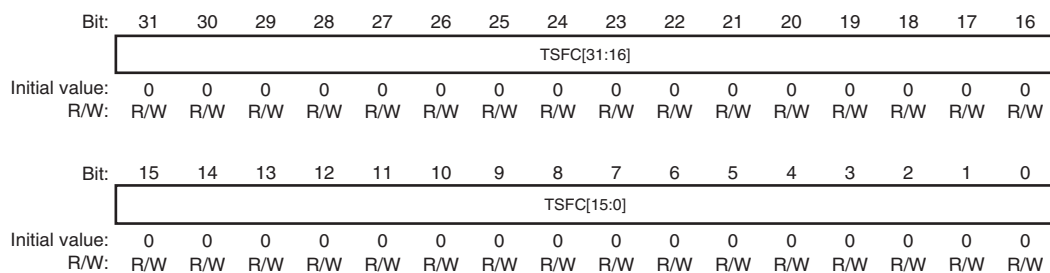 Bit: 31 30 29 28 27 26 25 24 23 22 21 20 19 18 17 16
TSFC[31:16]
Initial value: 0 0 0 0 0 0 0 0 0 0 0 0 0 0 0 0
R/W: R/W R/W R/W R/W R/W R/W R/W R/W R/W R/W R/W R/W R/W R/W R/W R/W
Bit: 15 14 13 12 11 10 9 8 7 6 5 4 3 2 1 0
TSFC[15:0]
Initial value: 0 0 0 0 0 0 0 0 0 0 0 0 0 0 0 0
R/W: R/W R/W R/W R/W R/W R/W R/W R/W R/W R/W R/W R/W R/W R/W R/W R/W